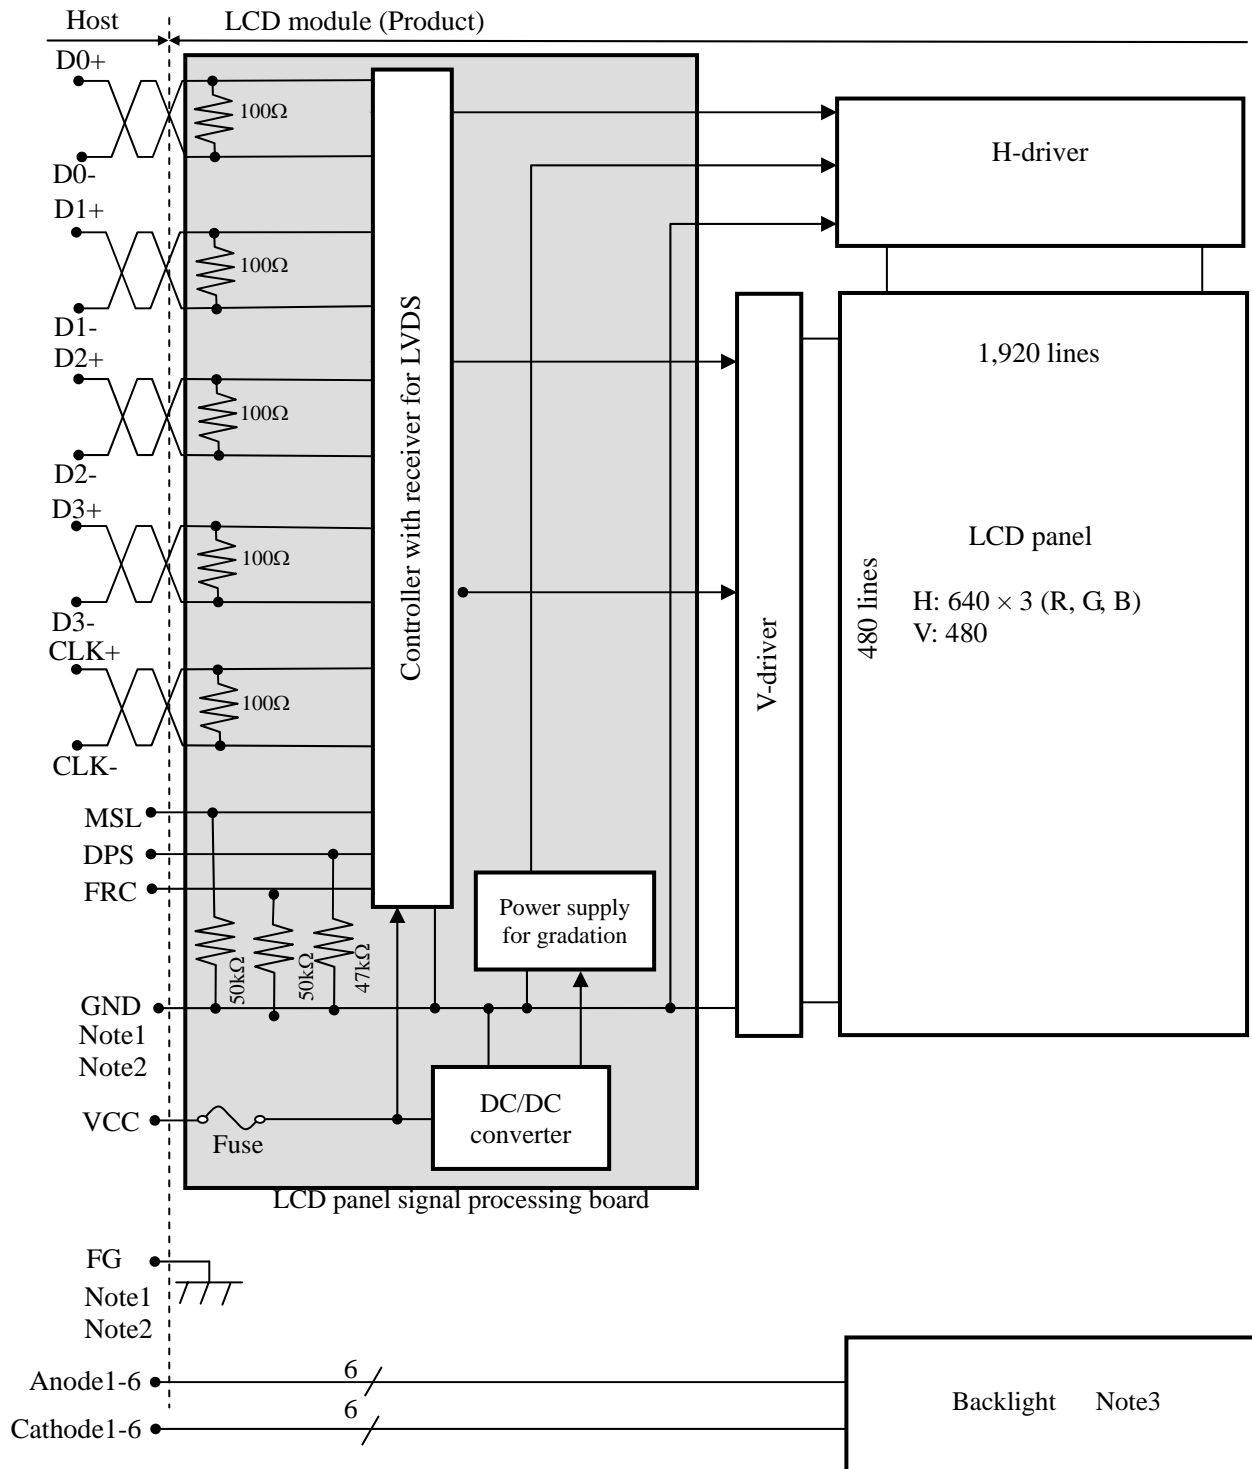 Host
LCD module (Product)
D0+
100Ω
D0-
D1+
100Ω
D1-
D2+
100Ω
D2-
D3+
100Ω
D3-
CLK+
100Ω
CLK-
MSL
DPS
FRC
50kΩ
50kΩ
47kΩ
GND
Note1
Note2
VCC
Fuse
Controller with receiver for LVDS
Power supply
for gradation
DC/DC
converter
LCD panel signal processing board
H-driver
V-driver
1,920 lines
480 lines
LCD panel
H: 640 × 3 (R, G, B)
V: 480
FG
Note1
Note2
Anode1-6
6
Cathode1-6
6
Backlight Note3